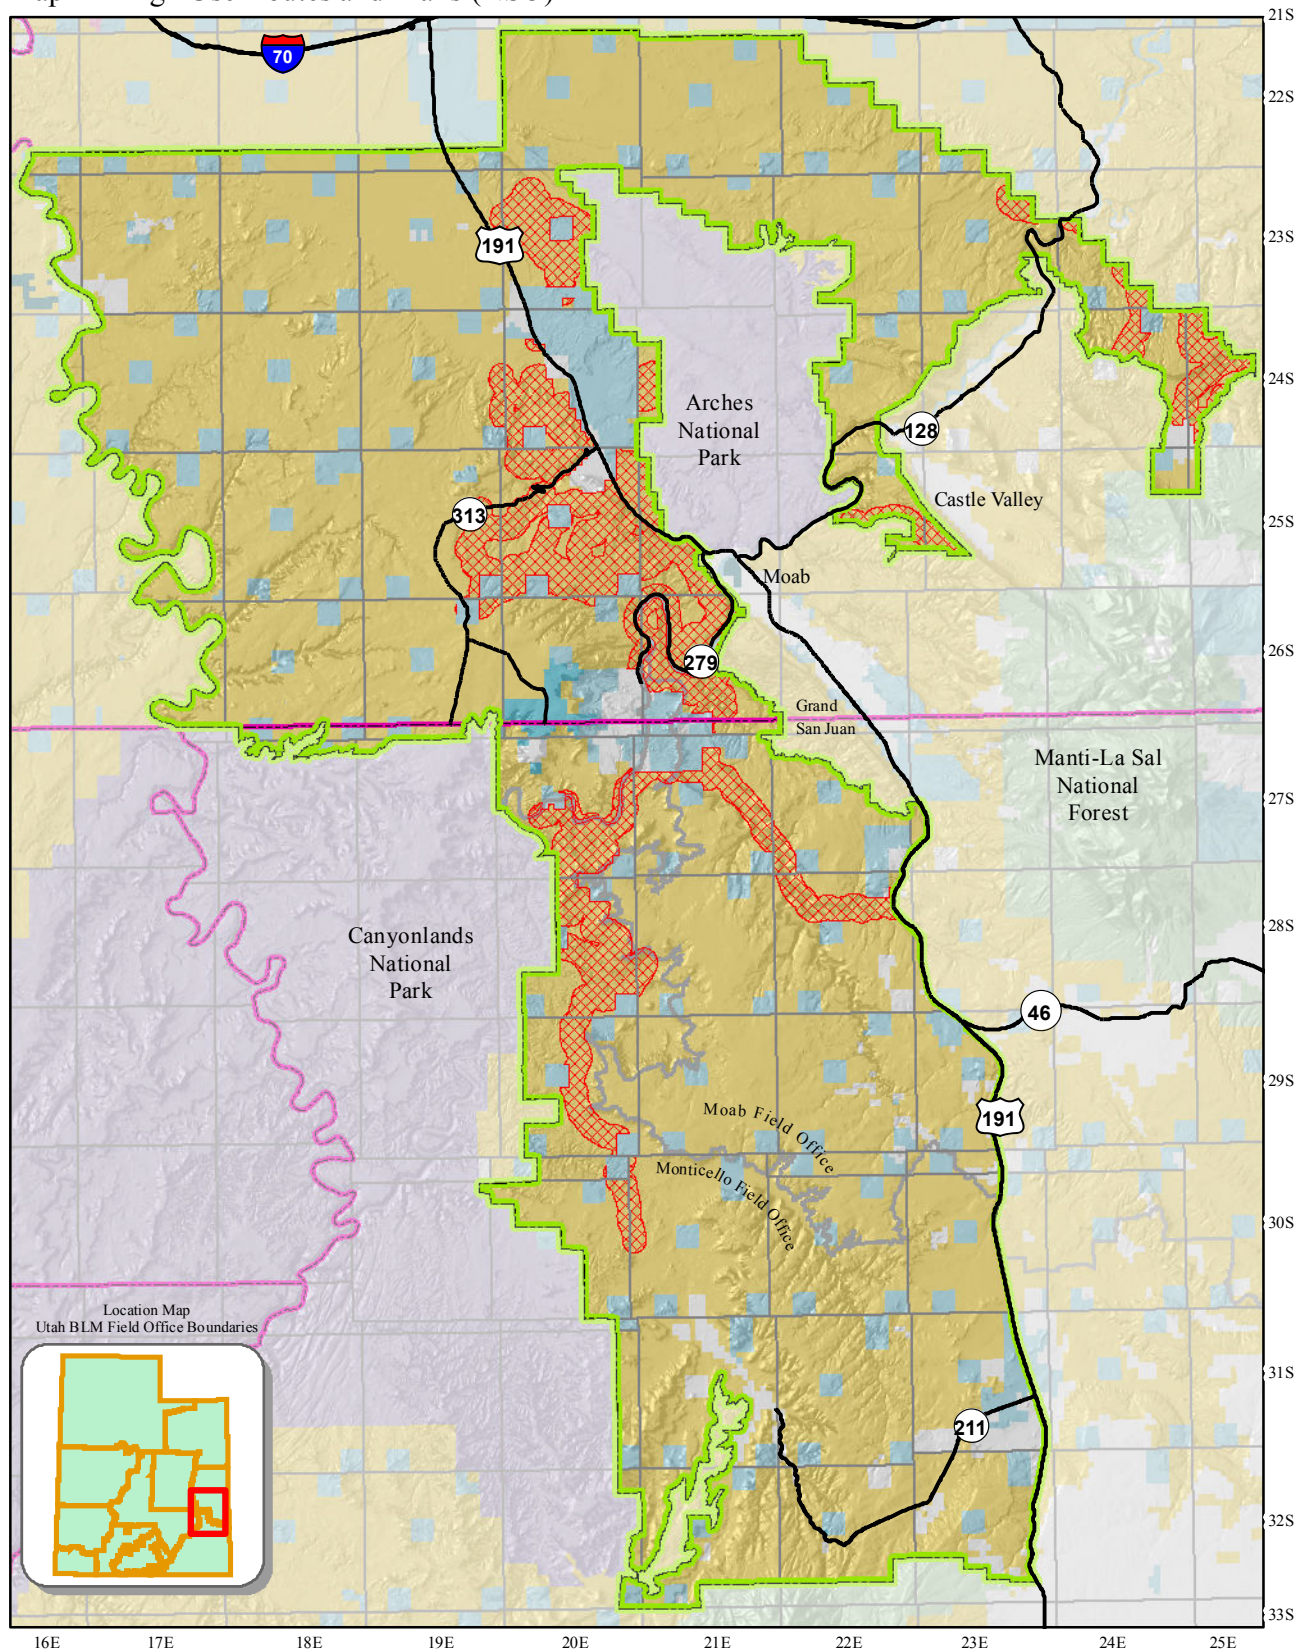 21S
70
22S
191
23S
24S
Arches
National
Park
128
Castle Valley
313
25S
Moab
279
26S
Grand
San Juan
Manti-La Sal
National
Forest
27S
28S
Canyonlands
National
Park
46
29S
Moab Field Office
191
Monticello Field Office
30S
Location Map
Utah BLM Field Office Boundaries
31S
211
32S
33S
16E 17E 18E 19E 20E 21E 22E 23E 24E 25E